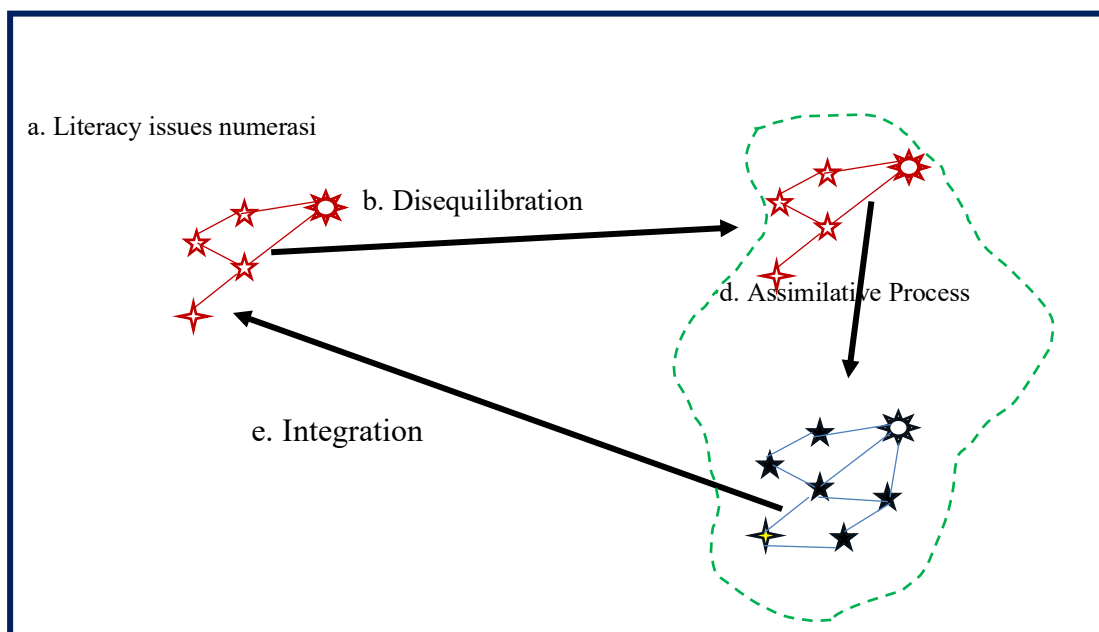 a. Literacy issues numerasi
b. Disequilibration
d. Assimilative Process
e. Integration